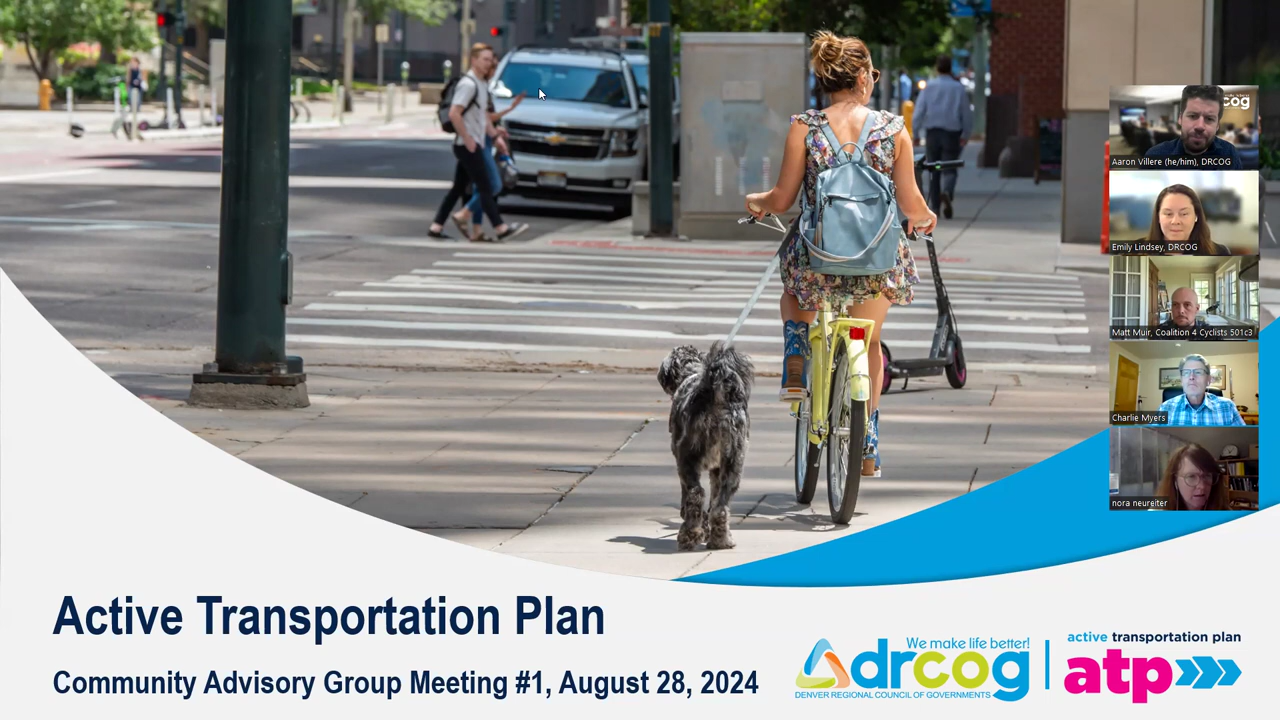 cog
Aaron Villere (he/him), DRCOG
Emily Lindsey, DRCOG
Matt Muir, Coalition 4 Cyclists 501c3
Charlie Myers
nora neureiter
Active Transportation Plan
Community Advisory Group Meeting #1, August 28, 2024
We make life better!
drcog
DENVER REGIONAL COUNCIL OF GOVERNMENTS
active transportation plan
atp